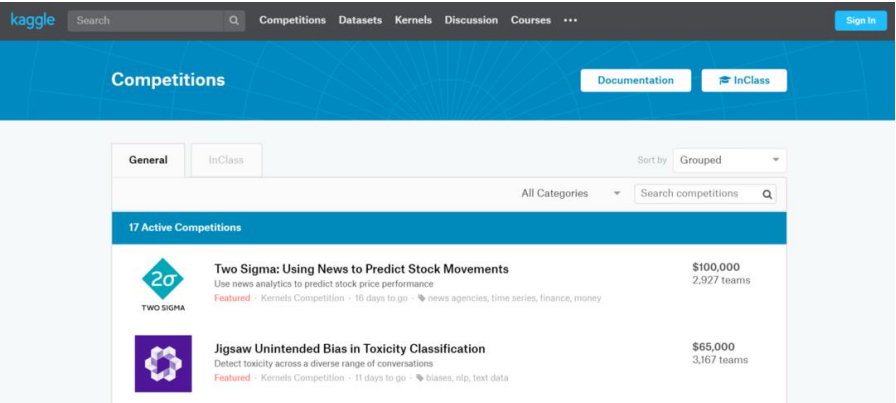 kaggle Search Competitions Datasets Kernels Discussion Courses ••• Sign In
Competitions Documentation InClass
General InClass Sort by Grouped
All Categories Search competitions
17 Active Competitions
2σ
TWO SIGMA
Two Sigma: Using News to Predict Stock Movements
Use news analytics to predict stock price performance
Featured · Kernels Competition · 16 days to go · news agencies, time series, finance, money
$100,000
2,927 teams
Jigsaw Unintended Bias in Toxicity Classification
Detect toxicity across a diverse range of conversations
Featured · Kernels Competition · 11 days to go · biases, nlp, text data
$65,000
3,167 teams